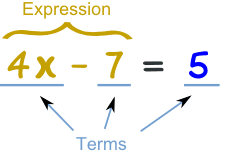 Expression
4x - 7 = 5
Terms